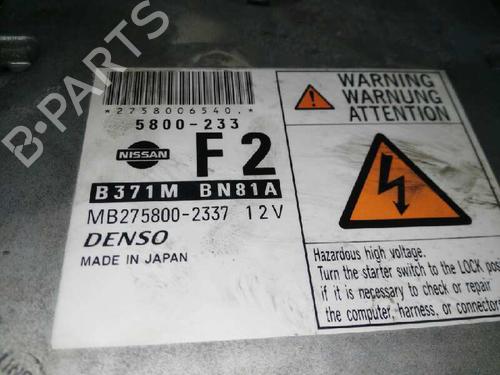 *2758006540.*
5800-233
NISSAN
F2
B371M BN81A
MB275800-2337 12V
DENSO
MADE IN JAPAN
WARNING
WARNUNG
ATTENTION
Hazardous high voltage.
Turn the starter switch to the LOCK
if it is necessary to check or repair
the computer, harness, or
B-PARTS